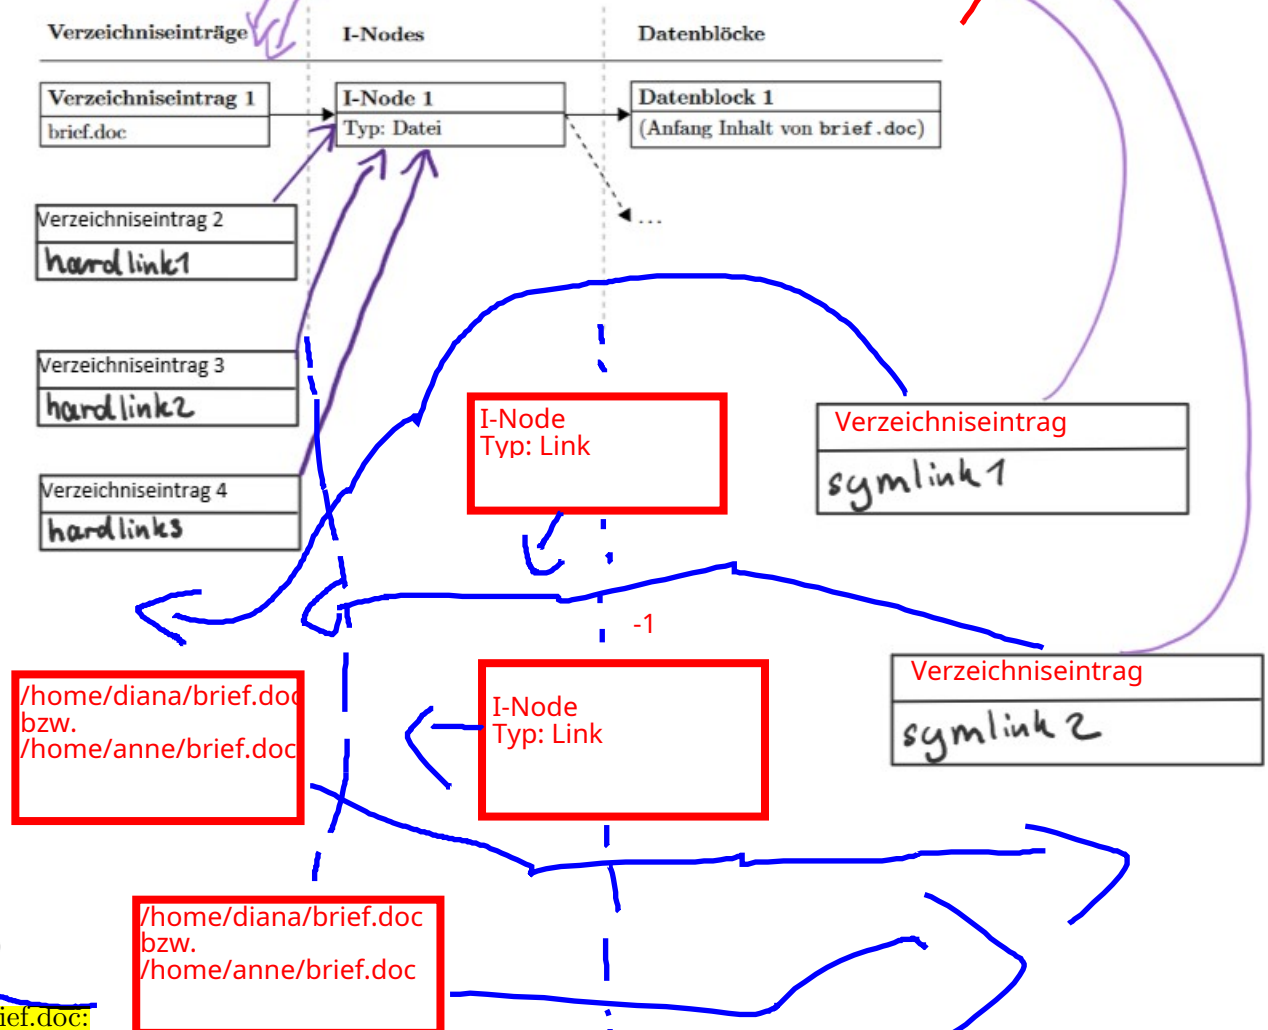 Verzeichniseinträge
I-Nodes
Datenblöcke
Verzeichniseintrag 1
brief.doc
I-Node 1
Typ: Datei
Datenblock 1
(Anfang Inhalt von brief.doc)
...
Verzeichniseintrag 2
hardlink1
Verzeichniseintrag 3
hardlink2
Verzeichniseintrag 4
hardlink3
I-Node
Typ: Link
Verzeichniseintrag
symlink1
-1
I-Node
Typ: Link
Verzeichniseintrag
symlink2
/home/diana/brief.doc
bzw.
/home/anne/brief.doc
/home/diana/brief.doc
bzw.
/home/anne/brief.doc
ief.doc: